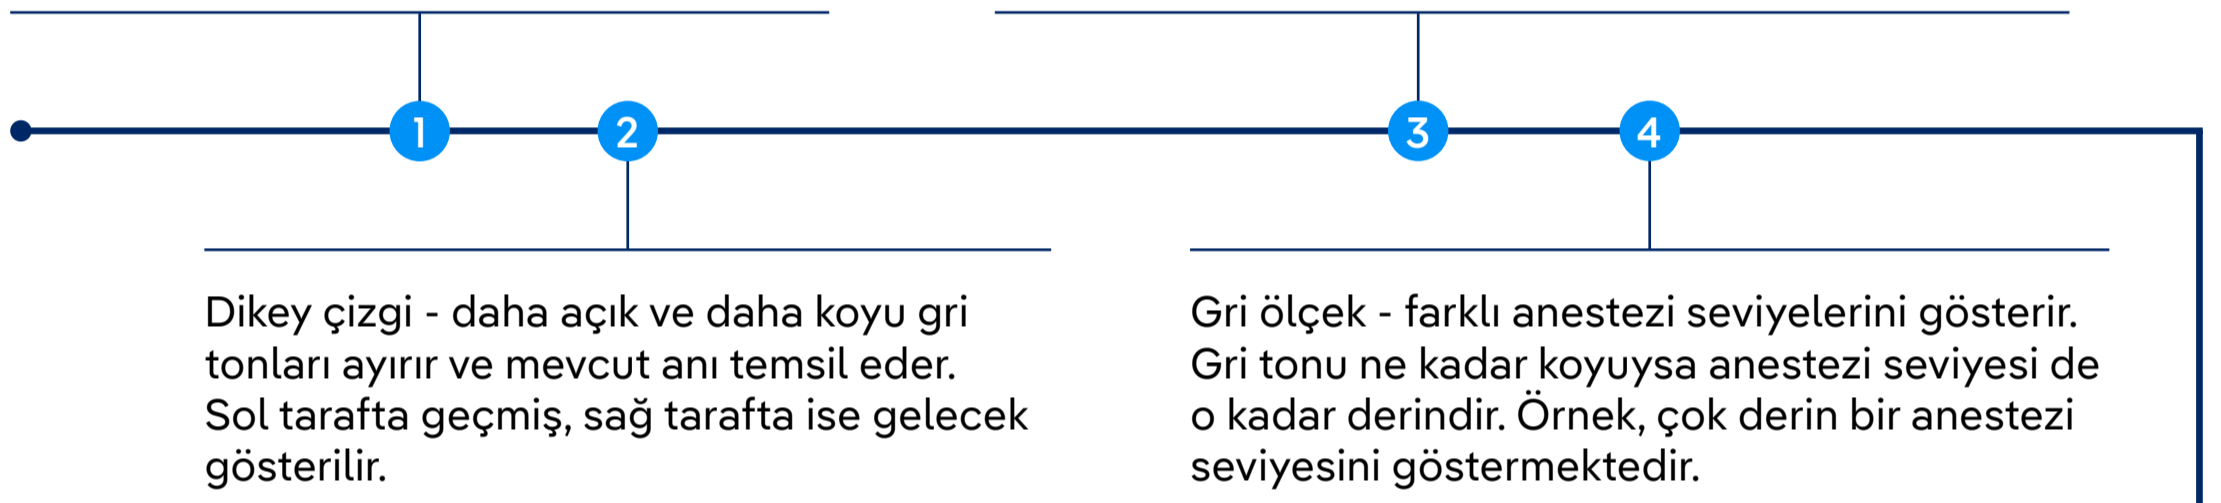 1
2
3
4
Dikey çizgi - daha açık ve daha koyu gri
tonları ayırır ve mevcut anı temsil eder.
Sol tarafta geçmiş, sağ tarafta ise gelecek
gösterilir.
Gri ölçek - farklı anestezi seviyelerini gösterir.
Gri tonu ne kadar koyuysa anestezi seviyesi de
o kadar derindir. Örnek, çok derin bir anestezi
seviyesini göstermektedir.